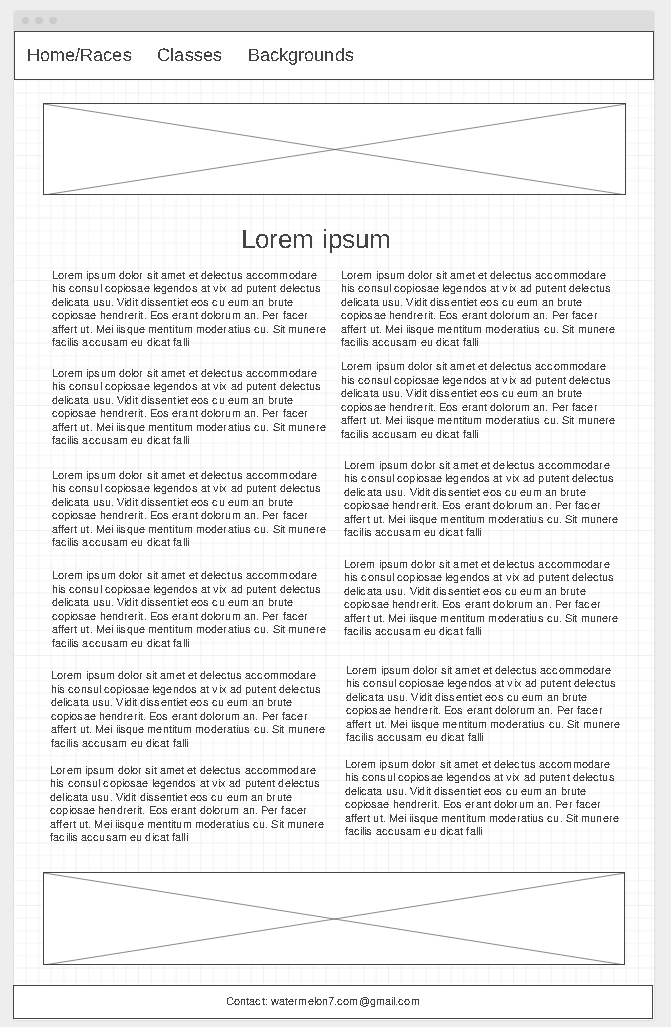 Home/Races Classes Backgrounds
Lorem ipsum
Lorem ipsum dolor sit amet et delectus accommodare
his consul copiosae legendos at vix ad putent delectus
delicata usu. Vidit dissentiet eos cu eum an brute
copiosae hendrerit. Eos erant dolorum an. Per facer
affert ut. Mei iisque mentitum moderatius cu. Sit munere
facilis accusam eu dicat falli
Lorem ipsum dolor sit amet et delectus accommodare
his consul copiosae legendos at vix ad putent delectus
delicata usu. Vidit dissentiet eos cu eum an brute
copiosae hendrerit. Eos erant dolorum an. Per facer
affert ut. Mei iisque mentitum moderatius cu. Sit munere
facilis accusam eu dicat falli
Lorem ipsum dolor sit amet et delectus accommodare
his consul copiosae legendos at vix ad putent delectus
delicata usu. Vidit dissentiet eos cu eum an brute
copiosae hendrerit. Eos erant dolorum an. Per facer
affert ut. Mei iisque mentitum moderatius cu. Sit munere
facilis accusam eu dicat falli
Lorem ipsum dolor sit amet et delectus accommodare
his consul copiosae legendos at vix ad putent delectus
delicata usu. Vidit dissentiet eos cu eum an brute
copiosae hendrerit. Eos erant dolorum an. Per facer
affert ut. Mei iisque mentitum moderatius cu. Sit munere
facilis accusam eu dicat falli
Lorem ipsum dolor sit amet et delectus accommodare
his consul copiosae legendos at vix ad putent delectus
delicata usu. Vidit dissentiet eos cu eum an brute
copiosae hendrerit. Eos erant dolorum an. Per facer
affert ut. Mei iisque mentitum moderatius cu. Sit munere
facilis accusam eu dicat falli
Lorem ipsum dolor sit amet et delectus accommodare
his consul copiosae legendos at vix ad putent delectus
delicata usu. Vidit dissentiet eos cu eum an brute
copiosae hendrerit. Eos erant dolorum an. Per facer
affert ut. Mei iisque mentitum moderatius cu. Sit munere
facilis accusam eu dicat falli
Lorem ipsum dolor sit amet et delectus accommodare
his consul copiosae legendos at vix ad putent delectus
delicata usu. Vidit dissentiet eos cu eum an brute
copiosae hendrerit. Eos erant dolorum an. Per facer
affert ut. Mei iisque mentitum moderatius cu. Sit munere
facilis accusam eu dicat falli
Lorem ipsum dolor sit amet et delectus accommodare
his consul copiosae legendos at vix ad putent delectus
delicata usu. Vidit dissentiet eos cu eum an brute
copiosae hendrerit. Eos erant dolorum an. Per facer
affert ut. Mei iisque mentitum moderatius cu. Sit munere
facilis accusam eu dicat falli
Lorem ipsum dolor sit amet et delectus accommodare
his consul copiosae legendos at vix ad putent delectus
delicata usu. Vidit dissentiet eos cu eum an brute
copiosae hendrerit. Eos erant dolorum an. Per facer
affert ut. Mei iisque mentitum moderatius cu. Sit munere
facilis accusam eu dicat falli
Lorem ipsum dolor sit amet et delectus accommodare
his consul copiosae legendos at vix ad putent delectus
delicata usu. Vidit dissentiet eos cu eum an brute
copiosae hendrerit. Eos erant dolorum an. Per facer
affert ut. Mei iisque mentitum moderatius cu. Sit munere
facilis accusam eu dicat falli
Lorem ipsum dolor sit amet et delectus accommodare
his consul copiosae legendos at vix ad putent delectus
delicata usu. Vidit dissentiet eos cu eum an brute
copiosae hendrerit. Eos erant dolorum an. Per facer
affert ut. Mei iisque mentitum moderatius cu. Sit munere
facilis accusam eu dicat falli
Lorem ipsum dolor sit amet et delectus accommodare
his consul copiosae legendos at vix ad putent delectus
delicata usu. Vidit dissentiet eos cu eum an brute
copiosae hendrerit. Eos erant dolorum an. Per facer
affert ut. Mei iisque mentitum moderatius cu. Sit munere
facilis accusam eu dicat falli
Contact: watermelon7.com@gmail.com